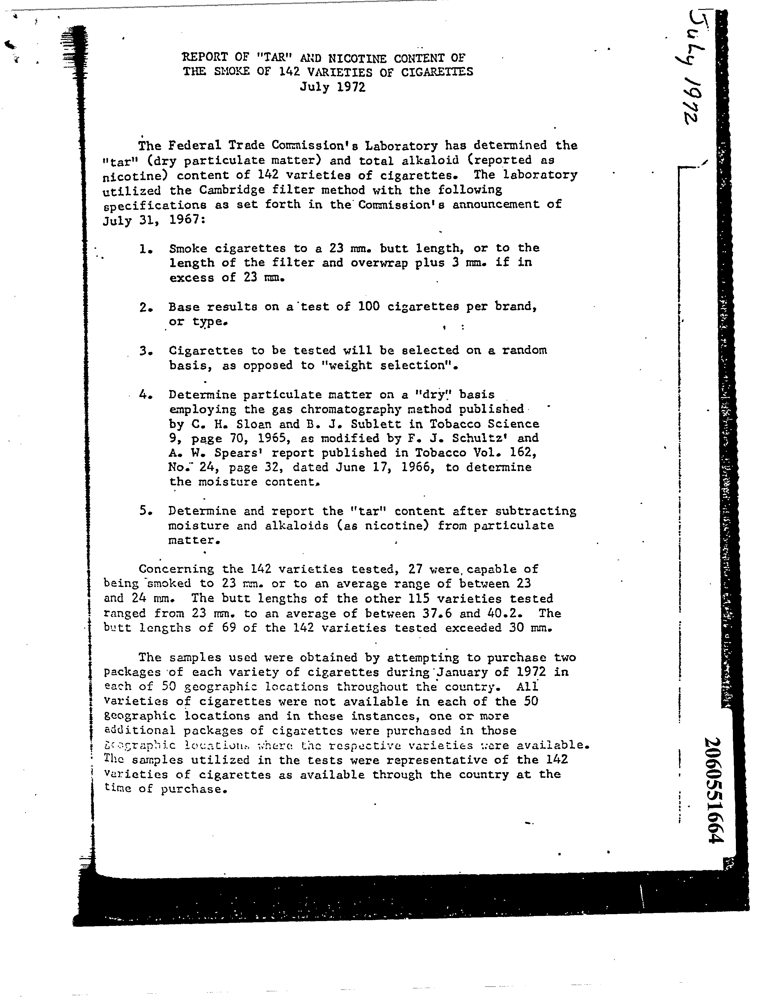 July 1972
REPORT OF "TAR" AND NICOTINE CONTENT OF
THE SMOKE OF 142 VARIETIES OF CIGARETTES
July 1972
The Federal Trade Commission's Laboratory has determined the
"tar" (dry particulate matter) and total alkaloid (reported as
nicotine) content of 142 varieties of cigarettes. The laboratory
utilized the Cambridge filter method with the following
specifications as set forth in the Commission's announcement of
July 31, 1967:
1. Smoke cigarettes to a 23 mm. butt length, or to the
length of the filter and overwrap plus 3 mm. if in
excess of 23 mm.
2. Base results on a test of 100 cigarettes per brand,
or type.
3. Cigarettes to be tested will be selected on a random
basis, as opposed to "weight selection".
4. Determine particulate matter on a "dry" basis
employing the gas chromatography method published
by C. H. Sloan and B. J. Sublett in Tobacco Science
9, page 70, 1965, as modified by F. J. Schultz' and
A. W. Spears' report published in Tobacco Vol. 162,
No. 24, page 32, dated June 17, 1966, to determine
the moisture content.
5. Determine and report the "tar" content after subtracting
moisture and alkaloids (as nicotine) from particulate
matter.
Concerning the 142 varieties tested, 27 were capable of
being smoked to 23 mm. or to an average range of between 23
and 24 mm. The butt lengths of the other 115 varieties tested
ranged from 23 mm. to an average of between 37.6 and 40.2. The
butt lengths of 69 of the 142 varieties tested exceeded 30 mm.
The samples used were obtained by attempting to purchase two
packages of each variety of cigarettes during January of 1972 in
each of 50 geographic locations throughout the country. All
varieties of cigarettes were not available in each of the 50
geographic locations and in these instances, one or more
additional packages of cigarettes were purchased in those
geographic locations where the respective varieties were available.
The samples utilized in the tests were representative of the 142
varieties of cigarettes as available through the country at the
time of purchase.
2060551664